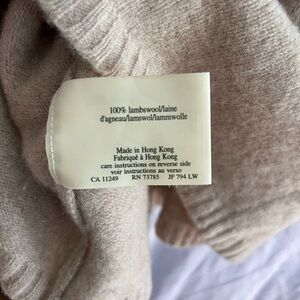 100% lambswool/laine
d'agneau/lamswol/lammwolle
Made in Hong Kong
Fabriqué à Hong Kong
care instructions on reverse side
voir instructions au verso
CA 11249 RN 73785 JP 794 LW